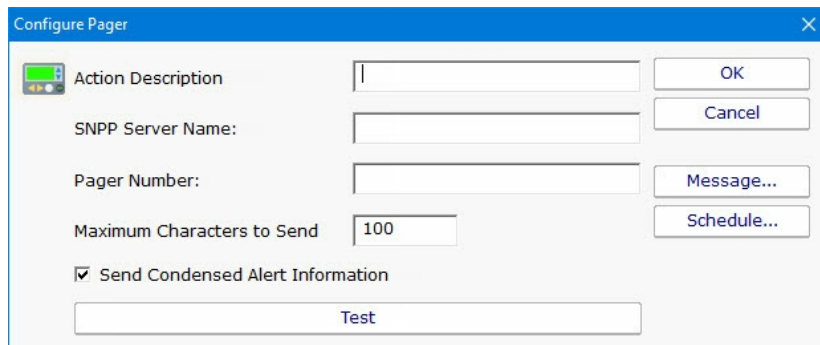 Configure Pager
Action Description
OK
SNPP Server Name:
Cancel
Pager Number:
Message...
Maximum Characters to Send 100
Schedule...
Send Condensed Alert Information
Test